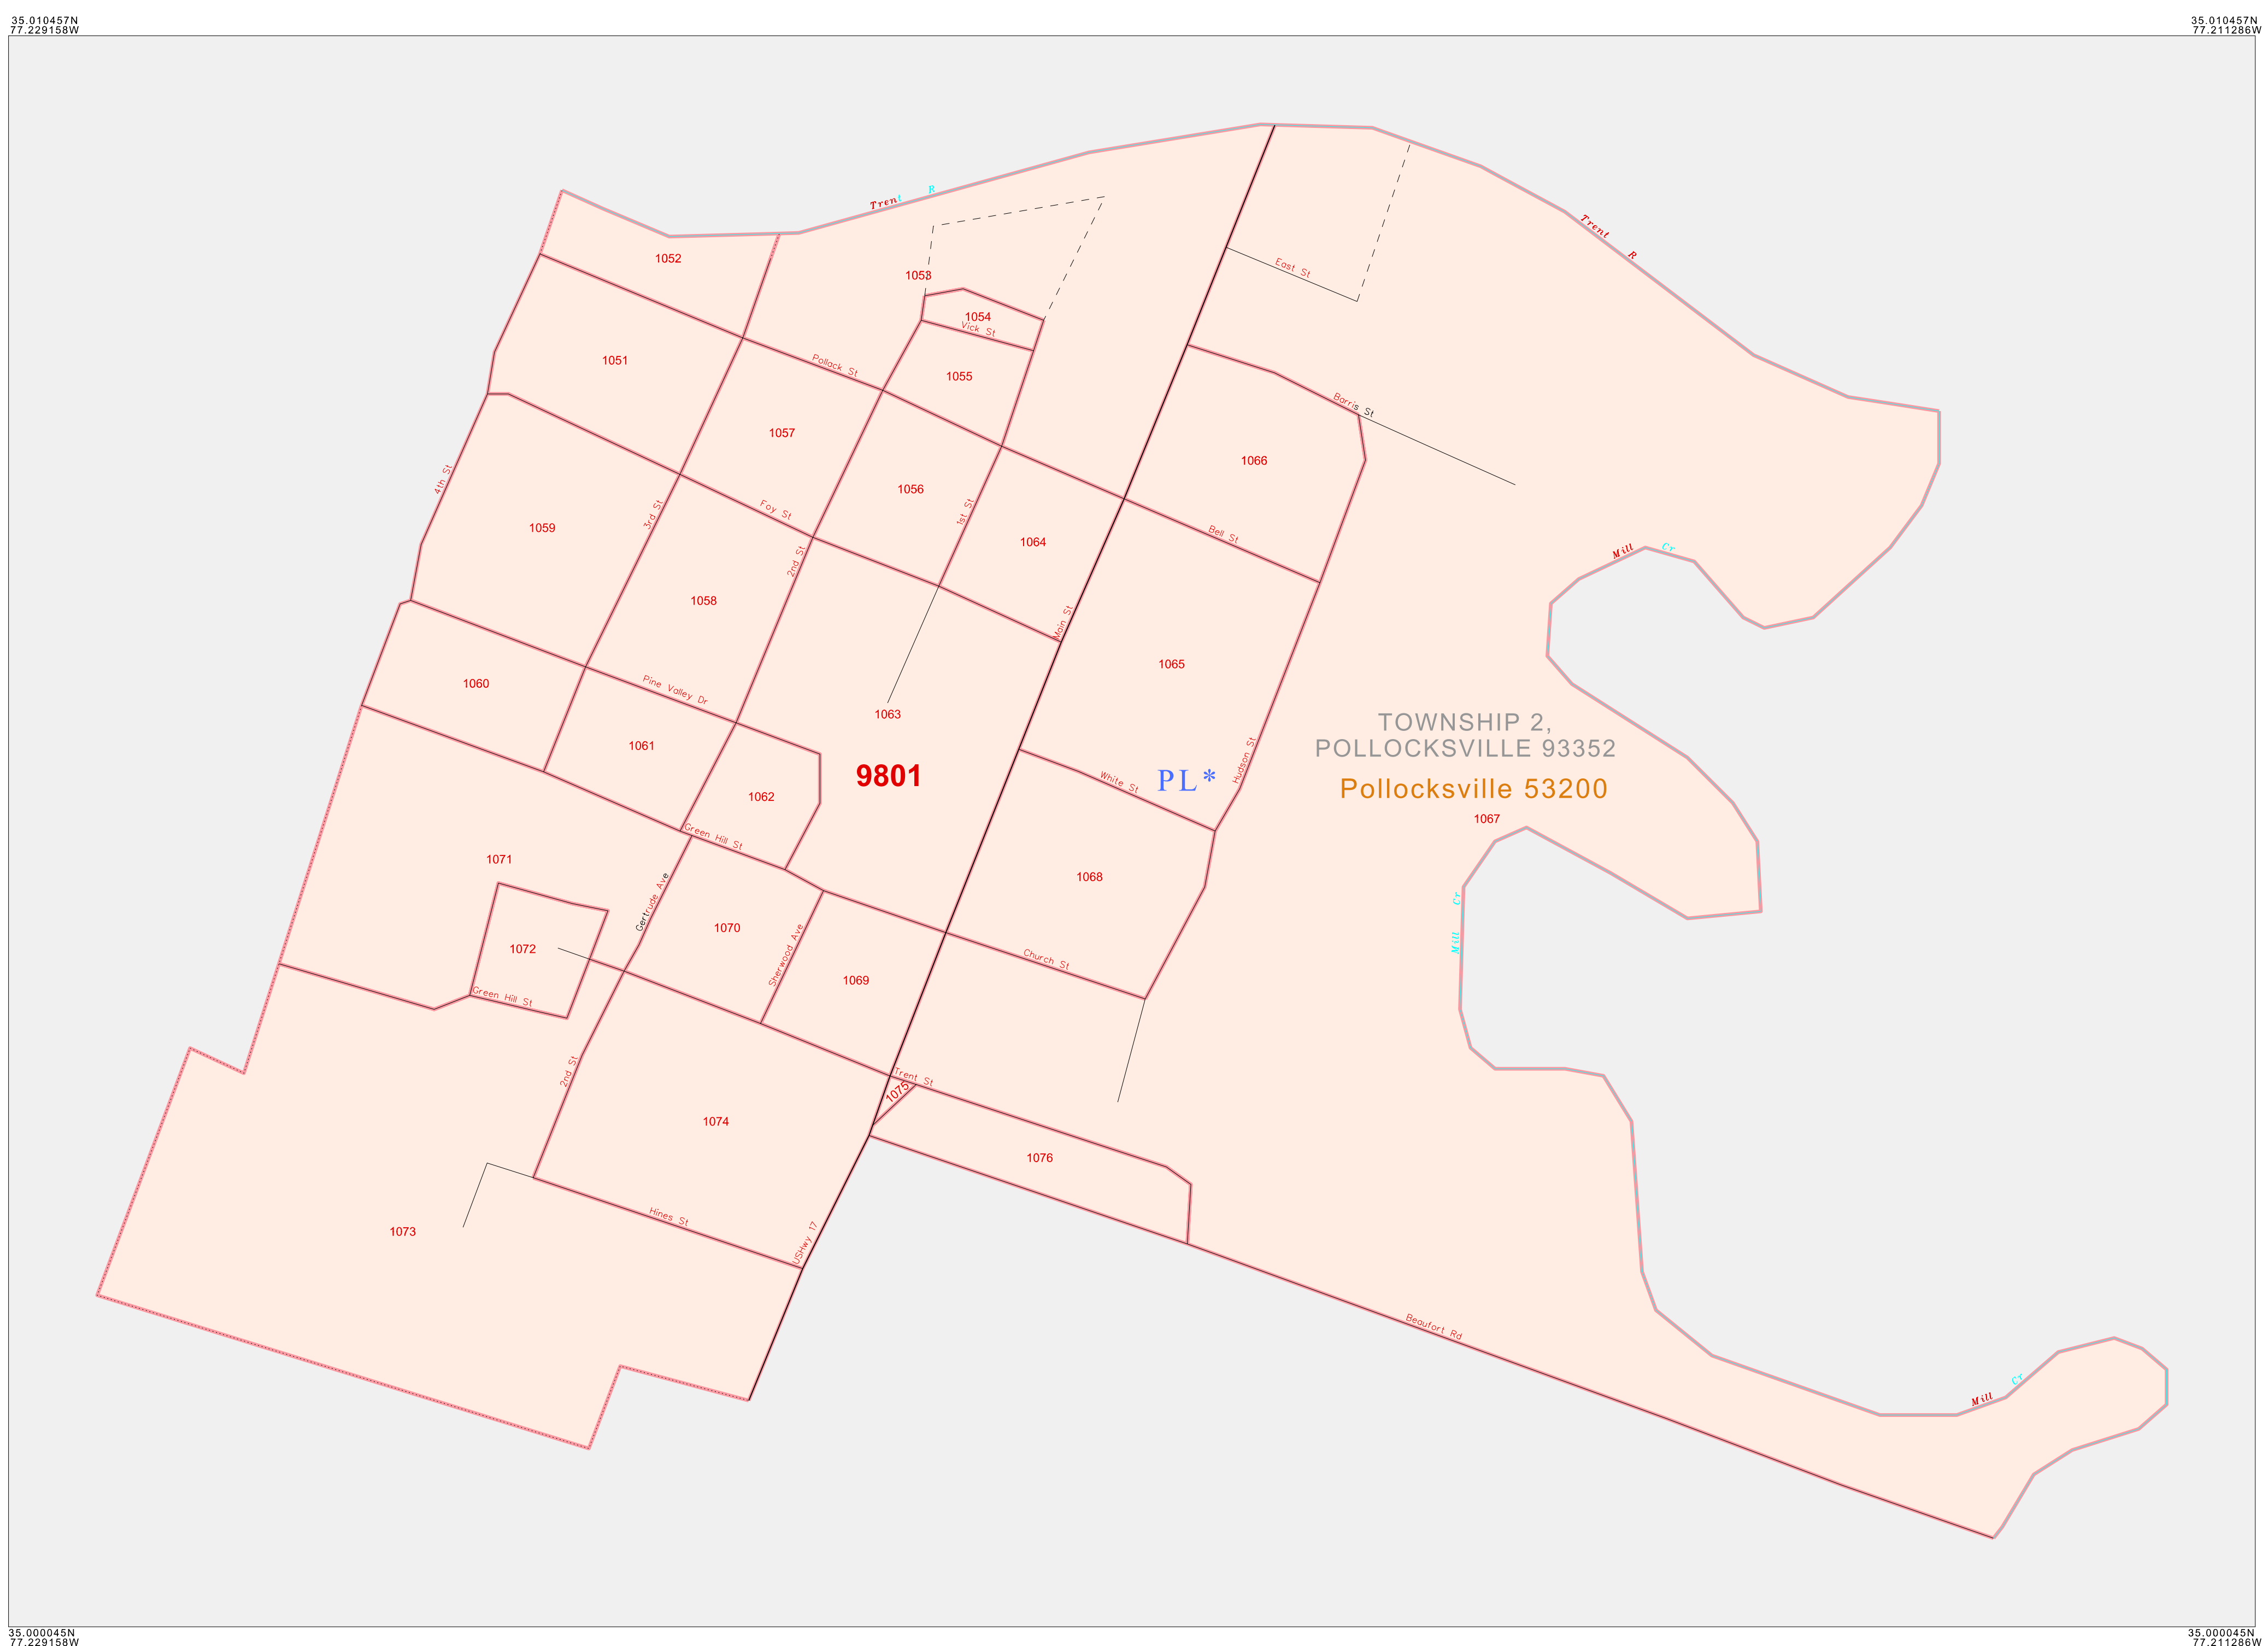 35.010457N
77.229158W
35.010457N
77.211286W
Trent R
Trent R
1052
1053
East St
1054
Vick St
1051
Pollack St
1055
Barris St
1057
1066
4th St
1056
3rd St
Foy St
1st St
1059
Bell St
1064
2nd St
Mill Cr
1058
Main St
1065
1060
Pine Valley Dr
1063
TOWNSHIP 2,
POLLOCKSVILLE 93352
1061
Hudson St
9801
PL*
White St
Pollocksville 53200
1062
1067
Green Hill St
1071
1068
Gertrude Ave
Mill Cr
1070
1072
Sherwood Ave
Church St
1069
Green Hill St
2nd St
Trent St
1075
1074
1076
Hines St
USHwy 17
1073
Beaufort Rd
Mill Cr
35.000045N
77.229158W
35.000045N
77.211286W